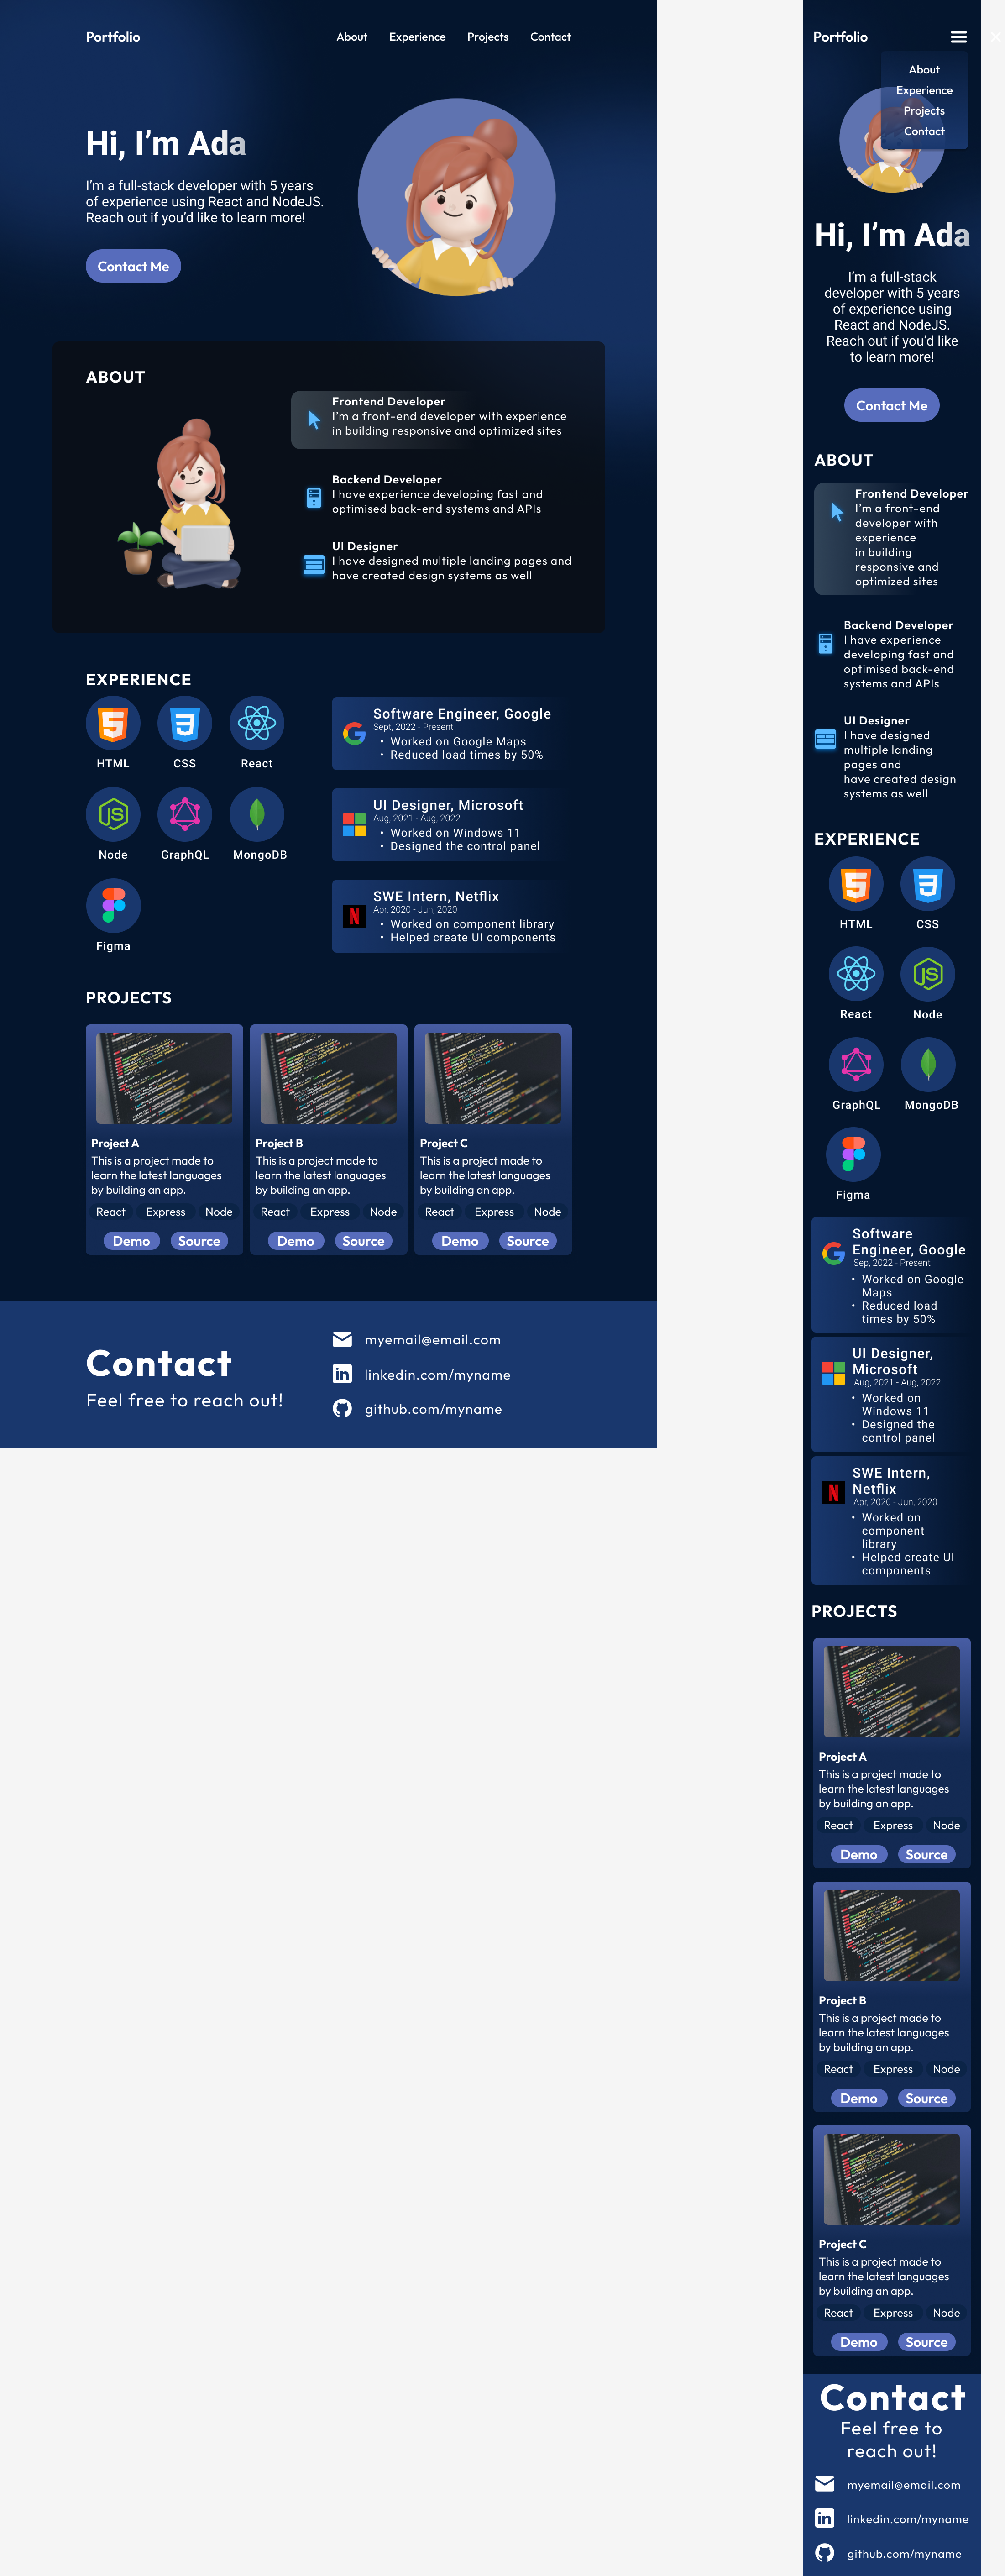 Portfolio
About Experience Projects Contact
Hi, I’m Ada
I’m a full-stack developer with 5 years
of experience using React and NodeJS.
Reach out if you’d like to learn more!
Contact Me
ABOUT
Frontend Developer
I’m a front-end developer with experience
in building responsive and optimized sites
Backend Developer
I have experience developing fast and
optimised back-end systems and APIs
UI Designer
I have designed multiple landing pages and
have created design systems as well
EXPERIENCE
HTML CSS React
Node GraphQL MongoDB
Figma
Software Engineer, Google
Sept, 2022 - Present
• Worked on Google Maps
• Reduced load times by 50%
UI Designer, Microsoft
Aug, 2021 - Aug, 2022
• Worked on Windows 11
• Designed the control panel
SWE Intern, Netflix
Apr, 2020 - Jun, 2020
• Worked on component library
• Helped create UI components
PROJECTS
Project A
This is a project made to
learn the latest languages
by building an app.
React Express Node
Demo Source
Project B
This is a project made to
learn the latest languages
by building an app.
React Express Node
Demo Source
Project C
This is a project made to
learn the latest languages
by building an app.
React Express Node
Demo Source
Contact
Feel free to reach out!
myemail@email.com
linkedin.com/myname
github.com/myname
Portfolio
About
Experience
Projects
Contact
Hi, I’m Ada
I’m a full-stack
developer with 5 years
of experience using
React and NodeJS.
Reach out if you’d like
to learn more!
Contact Me
ABOUT
Frontend Developer
I’m a front-end
developer with
experience
in building
responsive and
optimized sites
Backend Developer
I have experience
developing fast and
optimised back-end
systems and APIs
UI Designer
I have designed
multiple landing
pages and
have created design
systems as well
EXPERIENCE
HTML CSS
React Node
GraphQL MongoDB
Figma
Software
Engineer, Google
Sep, 2022 - Present
• Worked on Google
Maps
• Reduced load
times by 50%
UI Designer,
Microsoft
Aug, 2021 - Aug, 2022
• Worked on
Windows 11
• Designed the
control panel
SWE Intern,
Netflix
Apr, 2020 - Jun, 2020
• Worked on
component
library
• Helped create UI
components
PROJECTS
Project A
This is a project made to
learn the latest languages
by building an app.
React Express Node
Demo Source
Project B
This is a project made to
learn the latest languages
by building an app.
React Express Node
Demo Source
Project C
This is a project made to
learn the latest languages
by building an app.
React Express Node
Demo Source
Contact
Feel free to
reach out!
myemail@email.com
linkedin.com/myname
github.com/myname